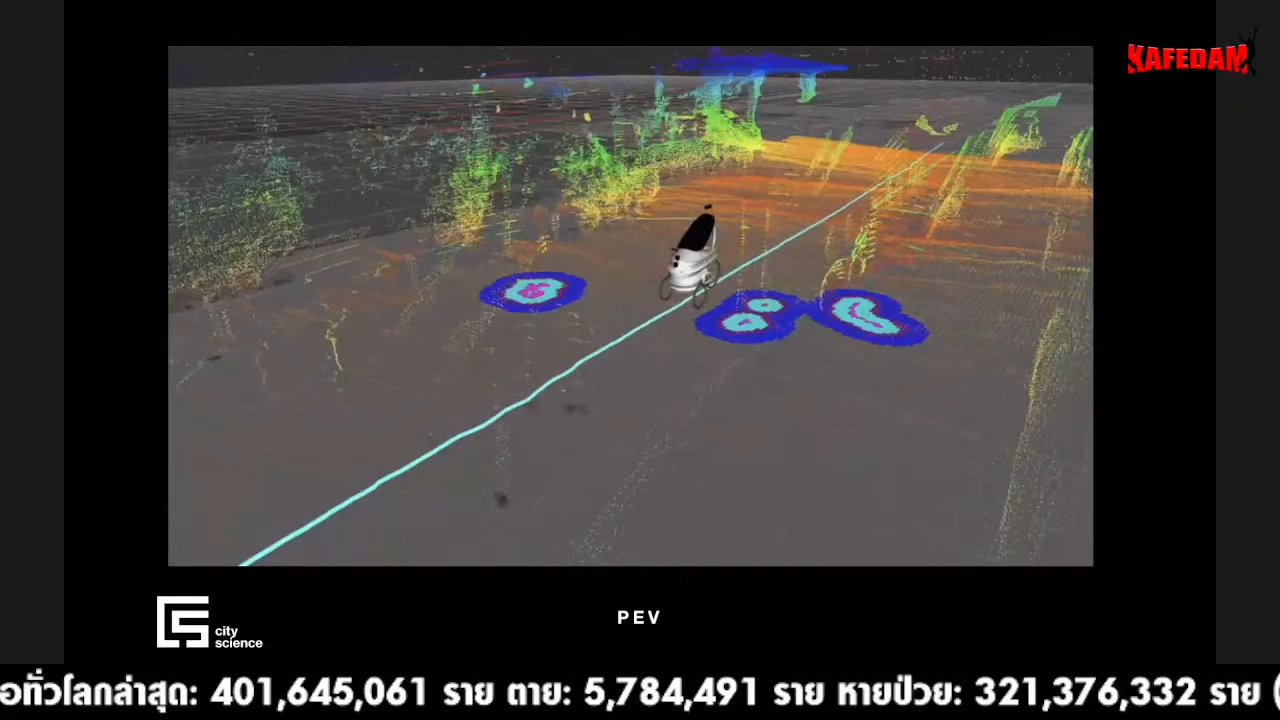 KAFEDAM
PEV
city
science
อทั่วโลกล่าสุด: 401,645,061 ราย ตาย: 5,784,491 ราย หายป่วย: 321,376,332 ราย (